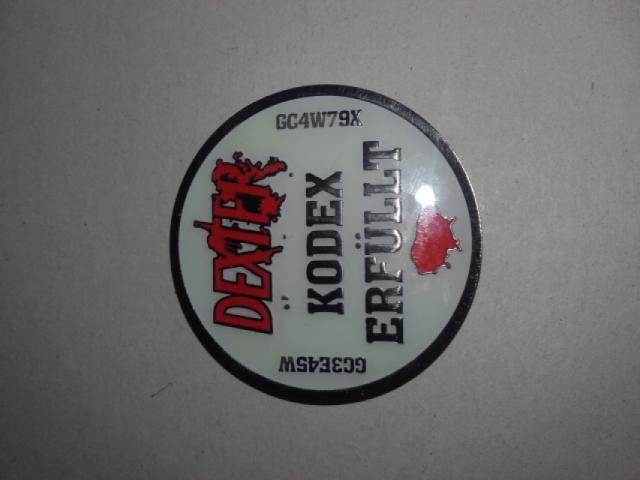 GC4W79X
DEXTER
KODEX
ERFÜLLT
GC3E45W